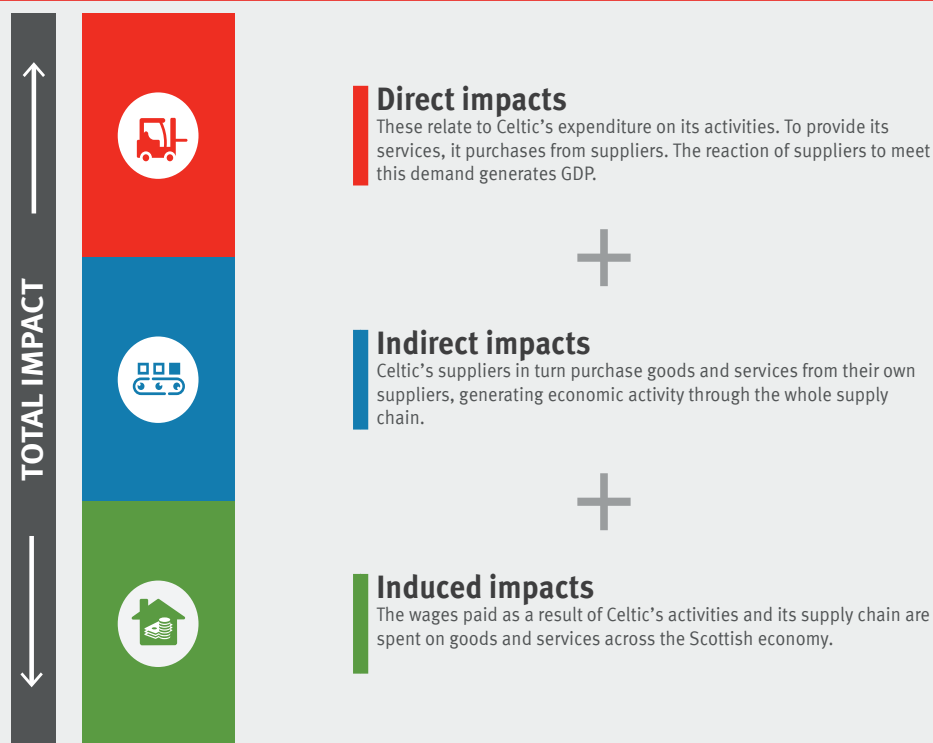 TOTAL IMPACT
Direct impacts
These relate to Celtic’s expenditure on its activities. To provide its
services, it purchases from suppliers. The reaction of suppliers to meet
this demand generates GDP.
+
Indirect impacts
Celtic’s suppliers in turn purchase goods and services from their own
suppliers, generating economic activity through the whole supply
chain.
+
Induced impacts
The wages paid as a result of Celtic’s activities and its supply chain are
spent on goods and services across the Scottish economy.